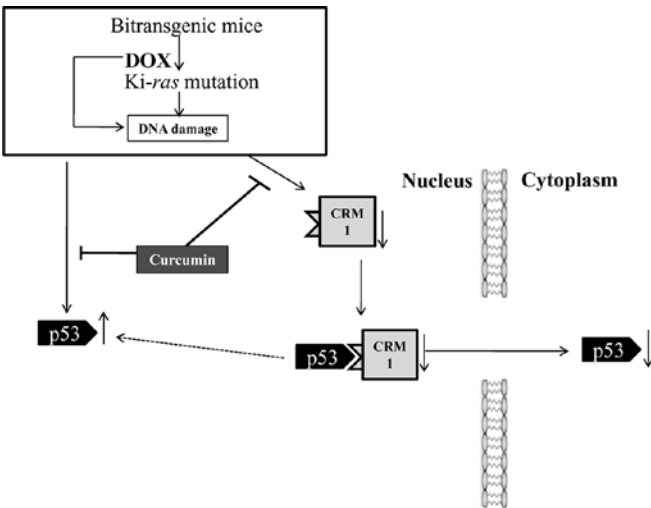 Bitransgenic mice
DOX
Ki-ras mutation
DNA damage
Nucleus
Cytoplasm
CRM
1
Curcumin
p53
p53
CRM
1
p53